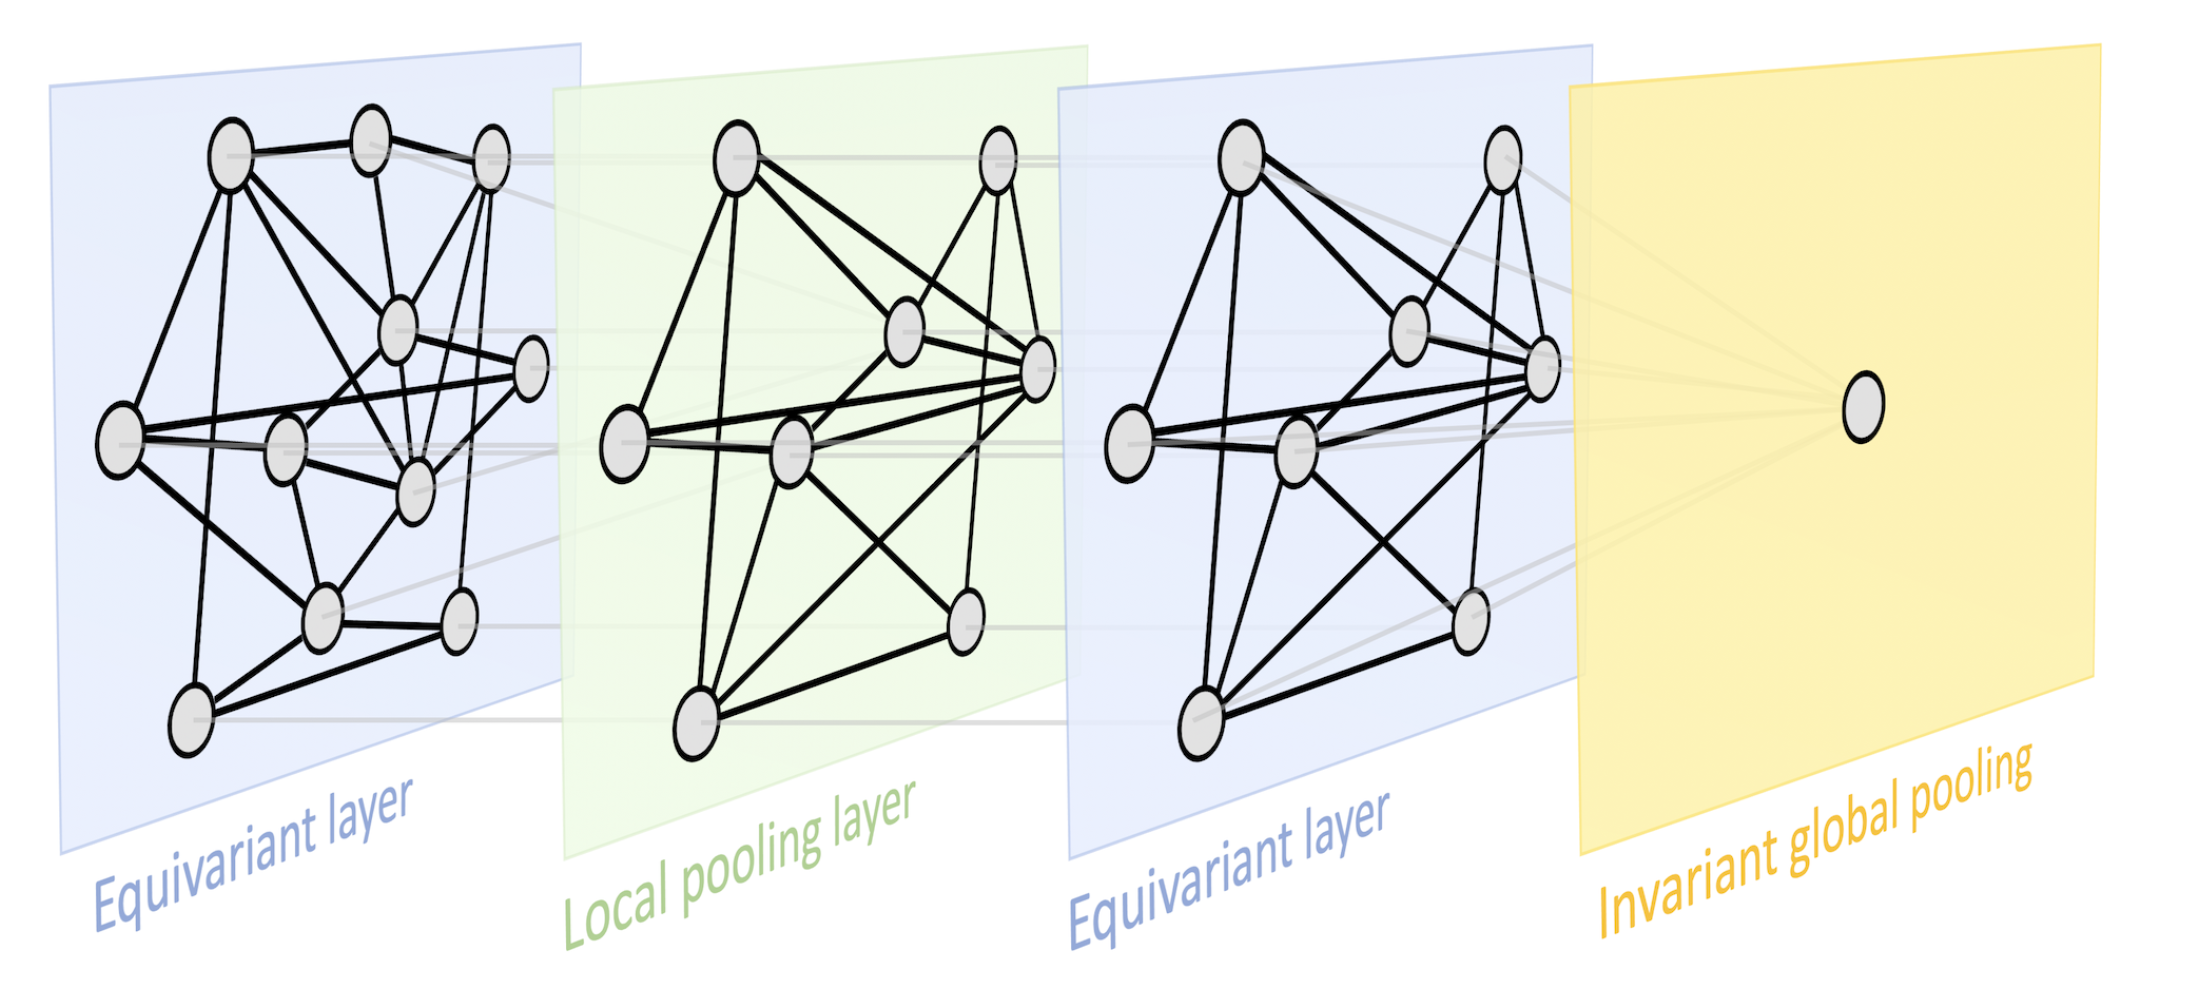 Equivariant layer
Local pooling layer
Equivariant layer
Invariant global pooling